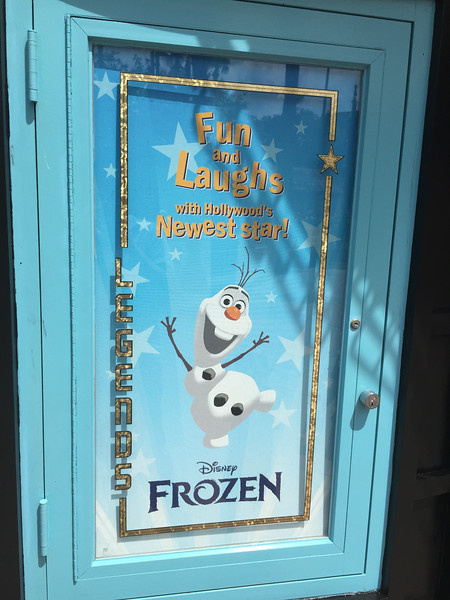 Fun
and
Laughs
with Hollywood's
Newest star!
LEGENDS
Disney
FROZEN